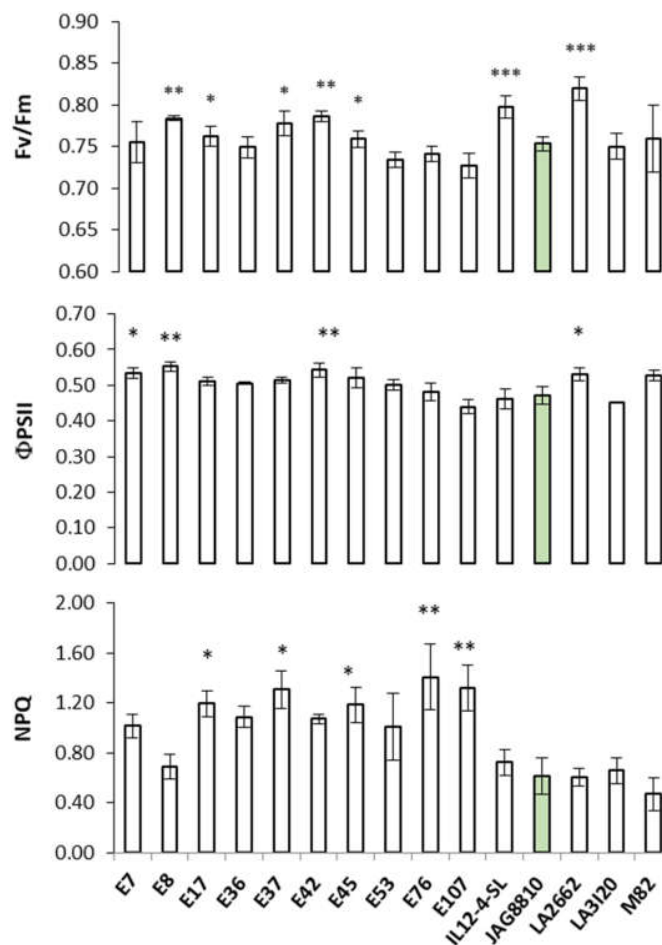 0.90
0.85
0.80
0.75
0.70
0.65
0.60
Fv/Fm
** * * ** * *** ***
0.70
0.60
0.50
0.40
0.30
0.20
0.10
0.00
ΦPSII
* ** ** *
2.00
1.60
1.20
0.80
0.40
0.00
NPQ
* * * ** **
E7
E8
E17
E36
E37
E42
E45
E53
E76
E107
IL12-4-SL
JAG8810
LA2662
LA3120
M82